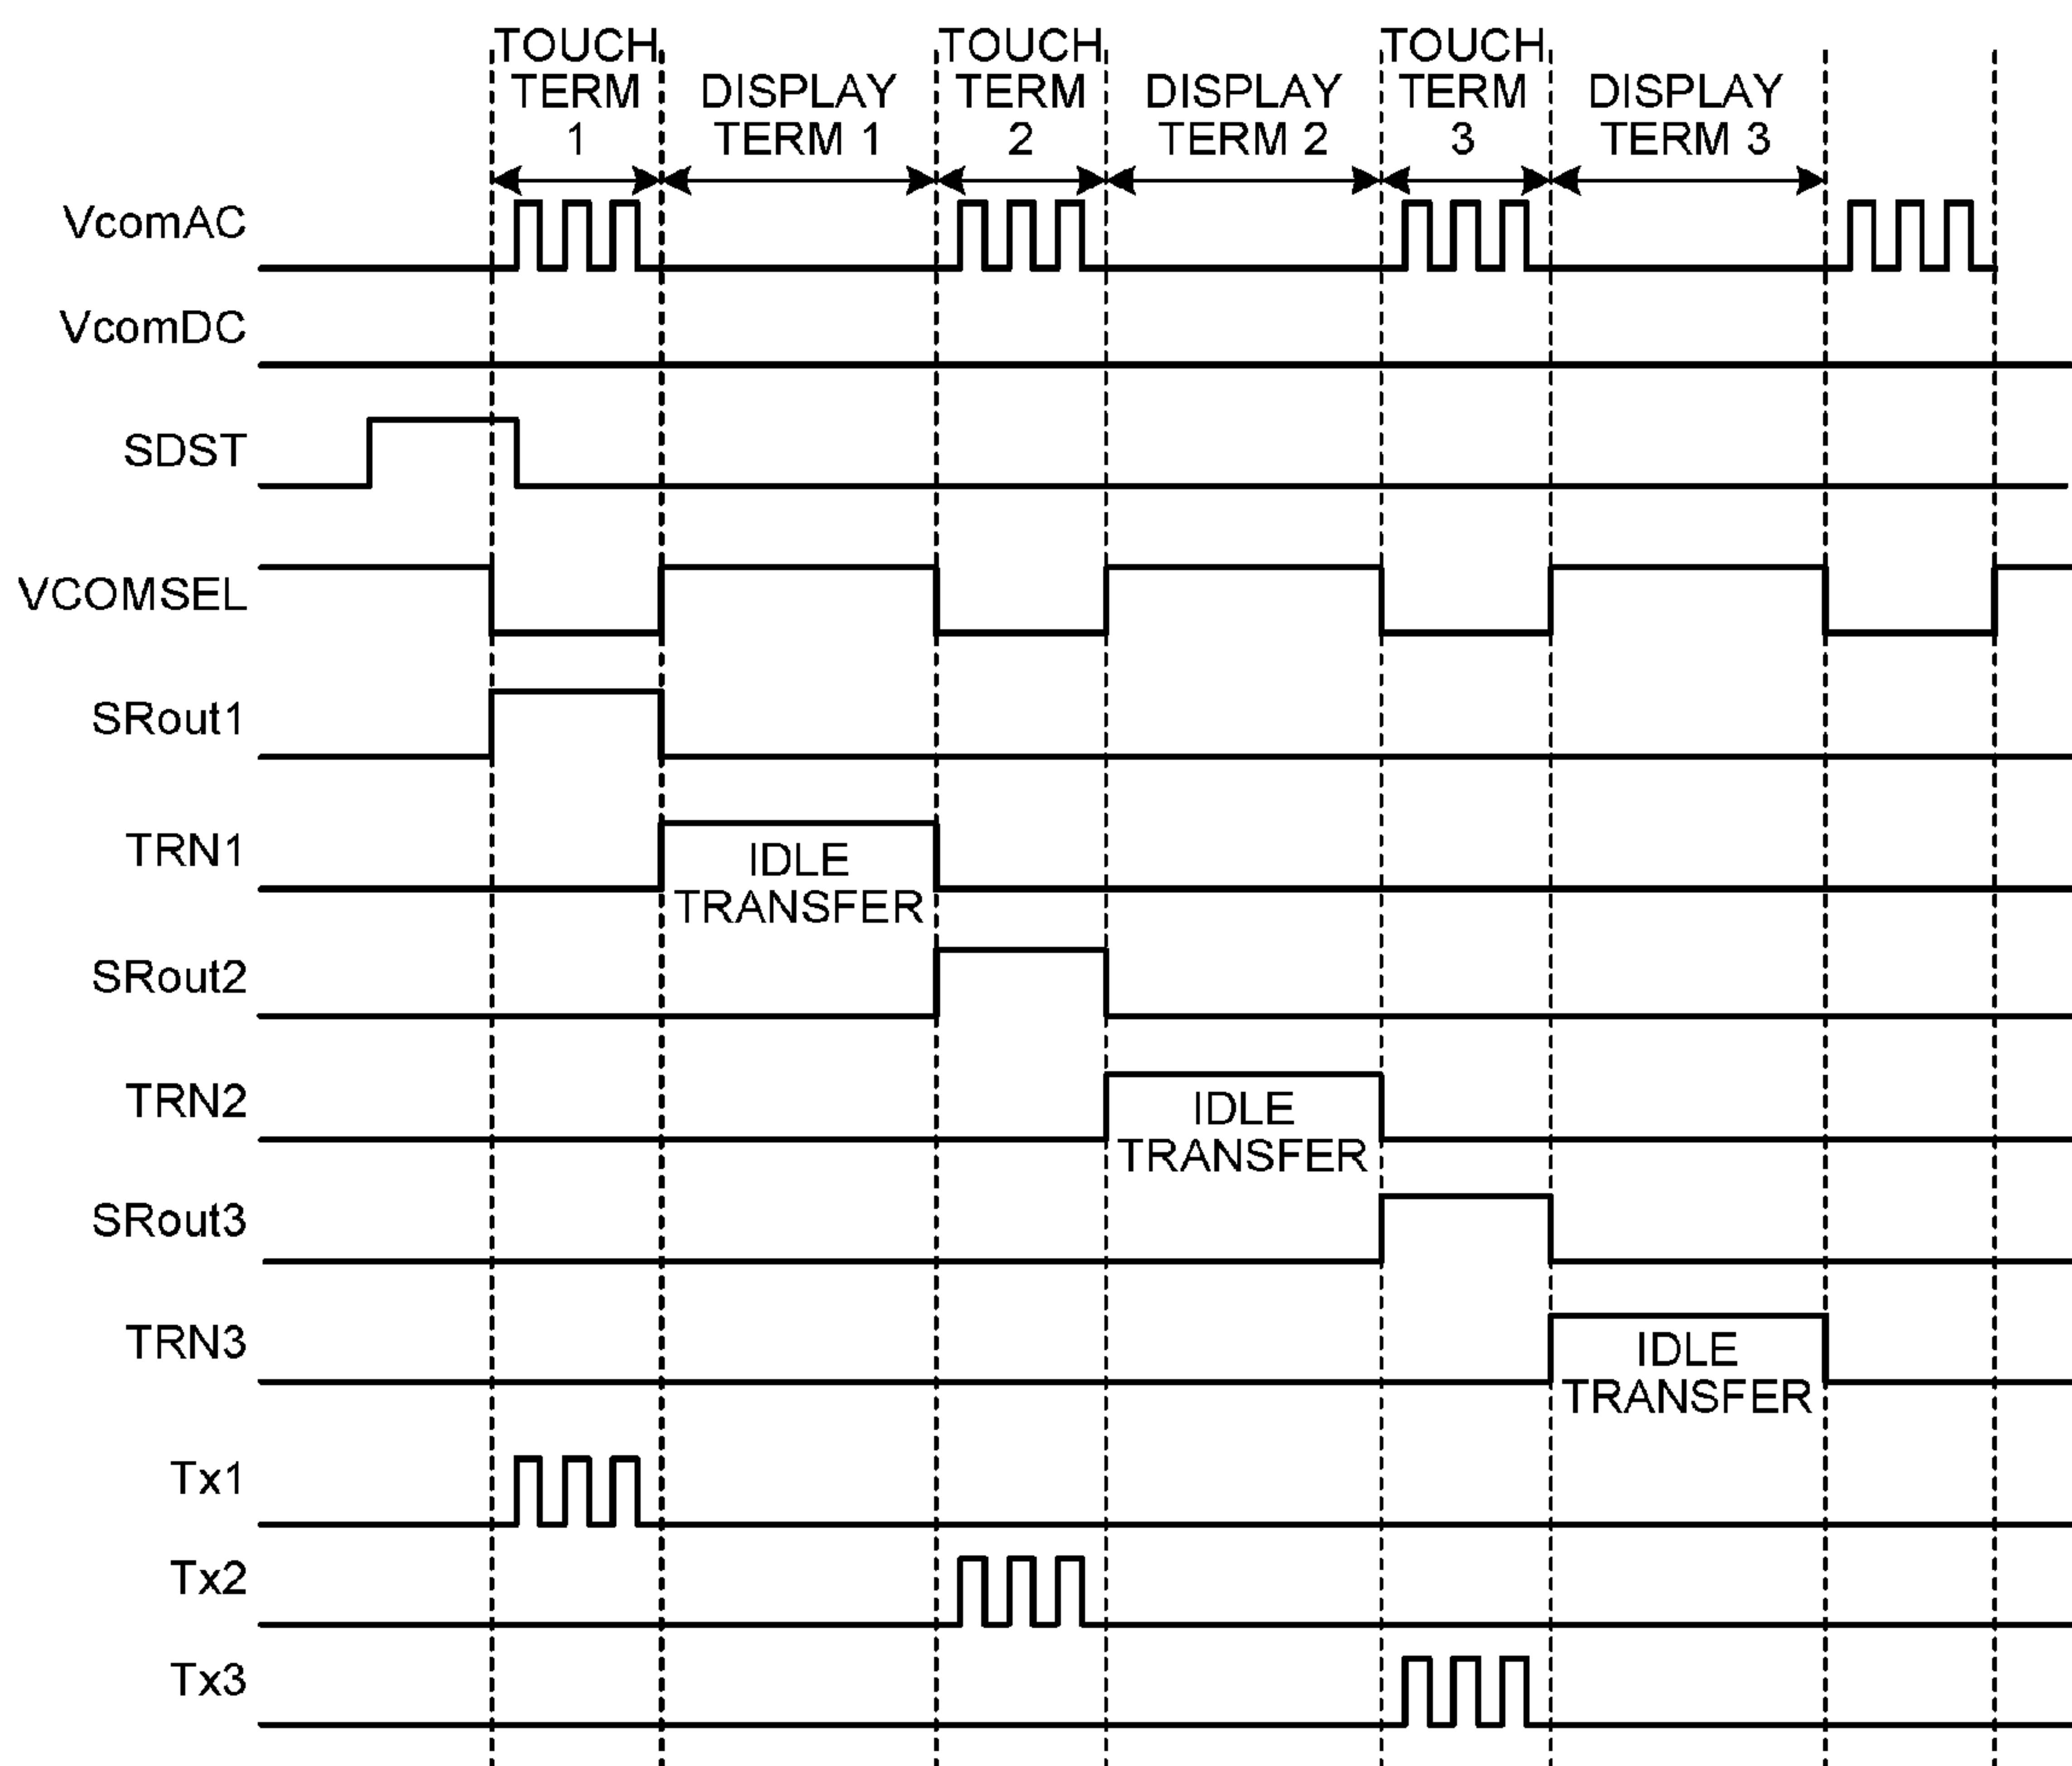 TOUCH TERM 1
DISPLAY TERM 1
TOUCH TERM 2
DISPLAY TERM 2
TOUCH TERM 3
DISPLAY TERM 3
VcomAC
VcomDC
SDST
VCOMSEL
SRout1
TRN1
IDLE
TRANSFER
SRout2
TRN2
IDLE
TRANSFER
SRout3
TRN3
IDLE
TRANSFER
Tx1
Tx2
Tx3